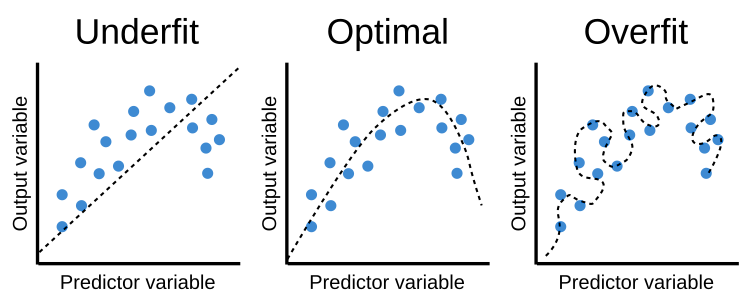 Underfit
Optimal
Overfit
Output variable
Predictor variable
Output variable
Predictor variable
Output variable
Predictor variable